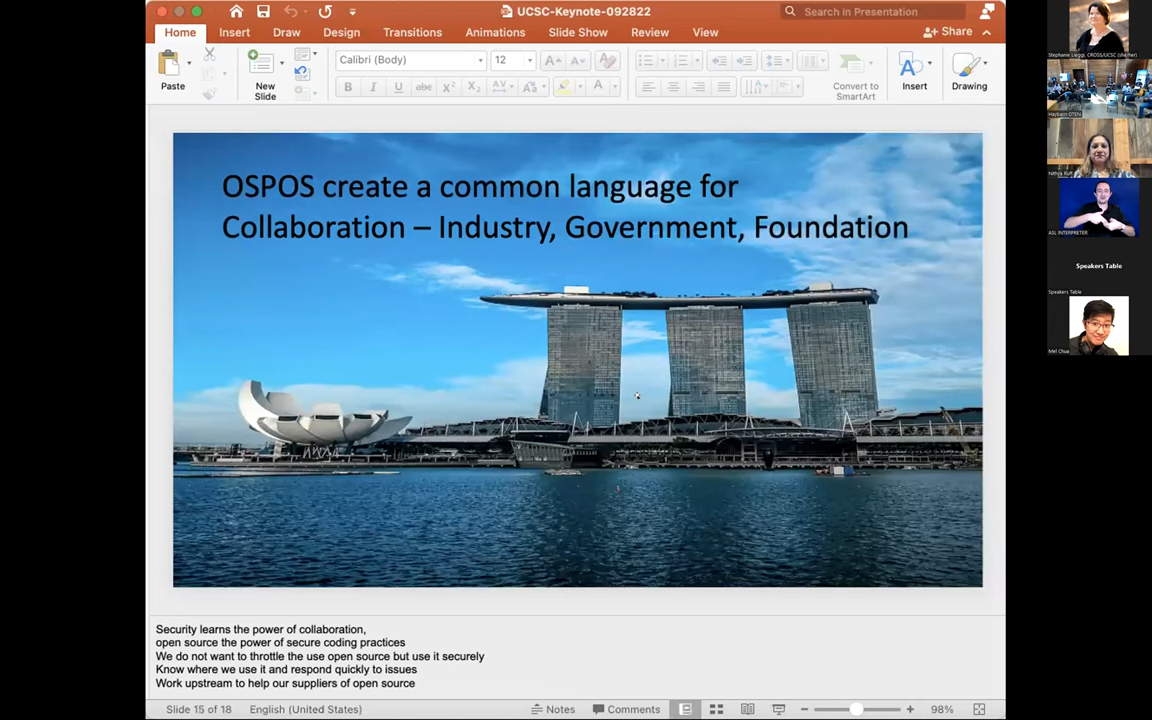 UCSC-Keynote-092822
Search in Presentation
Home
Insert
Draw
Design
Transitions
Animations
Slide Show
Review
View
Share
Paste
New
Slide
Calibri (Body)
12
Convert to
SmartArt
Insert
Drawing
OSPOS create a common language for
Collaboration – Industry, Government, Foundation
Security learns the power of collaboration,
open source the power of secure coding practices
We do not want to throttle the use open source but use it securely
Know where we use it and respond quickly to issues
Work upstream to help our suppliers of open source
Slide 15 of 18
English (United States)
Notes
Comments
98%
Stephanie Lieggi, CROSS/UCSC (she/her)
Nithya Ruff
ASL INTERPRETER
Speakers Table
Speakers Table
Mel Chua